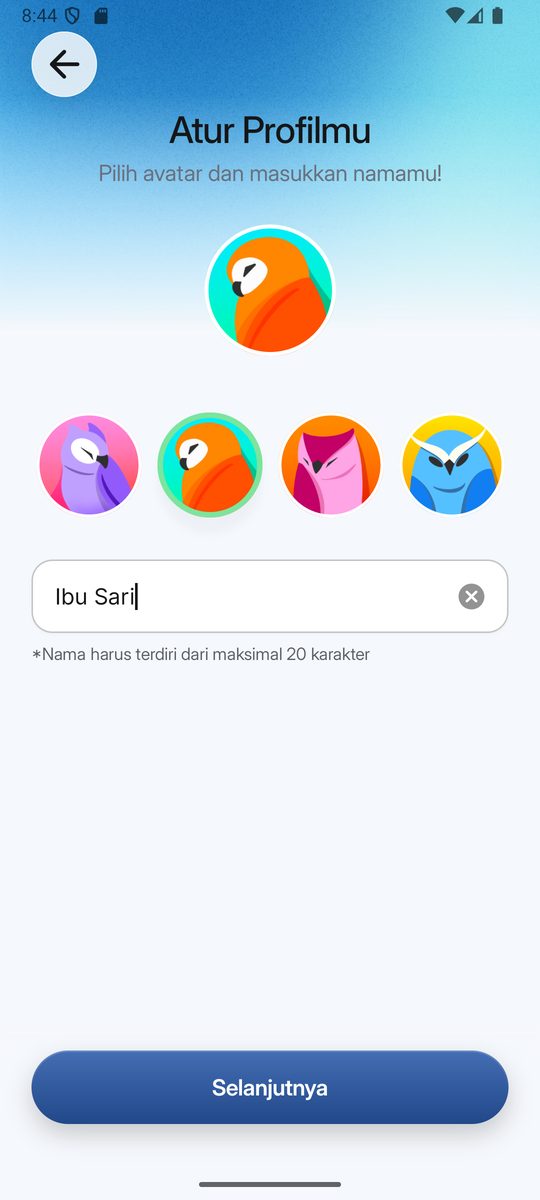 8:44
Atur Profilmu
Pilih avatar dan masukkan namamu!
Ibu Sari
*Nama harus terdiri dari maksimal 20 karakter
Selanjutnya